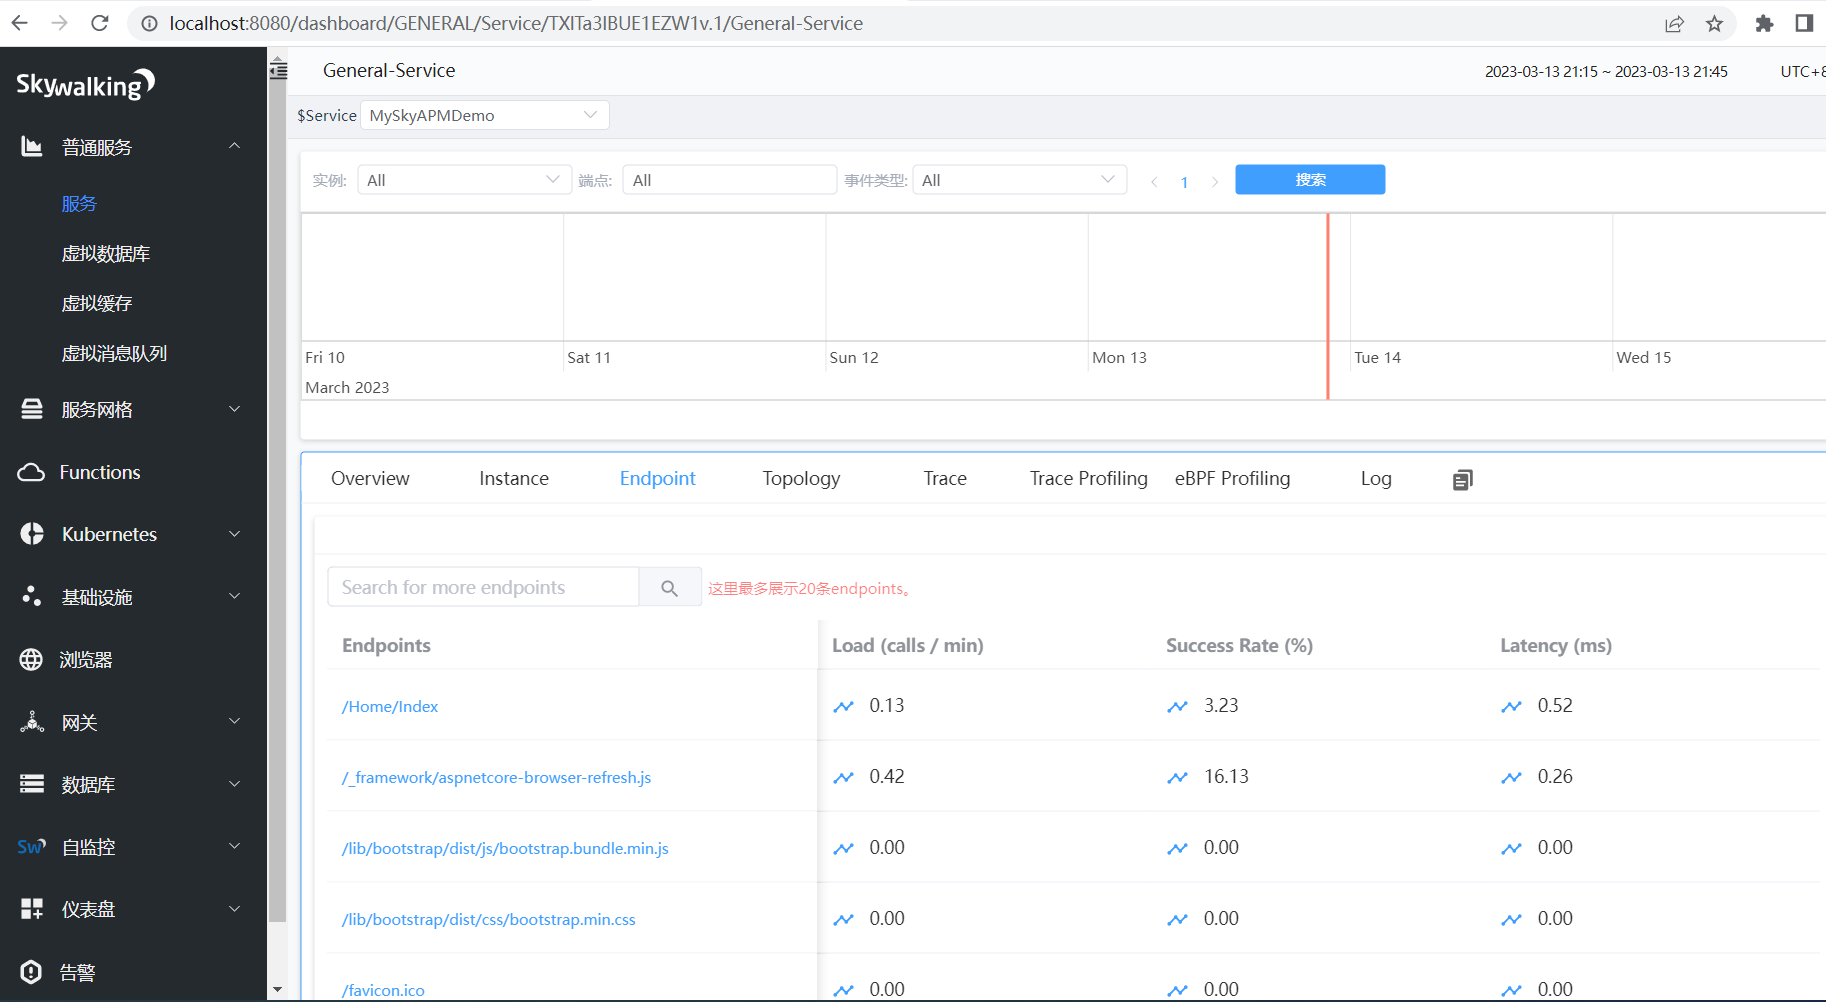 localhost:8080/dashboard/GENERAL/Service/TXlTa3lBUE1EZW1v.1/General-Service
Skywalking
普通服务
服务
虚拟数据库
虚拟缓存
虚拟消息队列
服务网格
Functions
Kubernetes
基础设施
浏览器
网关
数据库
Sw 自监控
仪表盘
告警
General-Service
2023-03-13 21:15 ~ 2023-03-13 21:45
UTC+8
$Service MySkyAPMDemo
实例: All 端点: All 事件类型: All 1 搜索
Fri 10 Sat 11 Sun 12 Mon 13 Tue 14 Wed 15
March 2023
Overview Instance Endpoint Topology Trace Trace Profiling eBPF Profiling Log
Search for more endpoints 这里最多展示20条endpoints。
Endpoints Load (calls / min) Success Rate (%) Latency (ms)
/Home/Index 0.13 3.23 0.52
/_framework/aspnetcore-browser-refresh.js 0.42 16.13 0.26
/lib/bootstrap/dist/js/bootstrap.bundle.min.js 0.00 0.00 0.00
/lib/bootstrap/dist/css/bootstrap.min.css 0.00 0.00 0.00
/favicon.ico 0.00 0.00 0.00